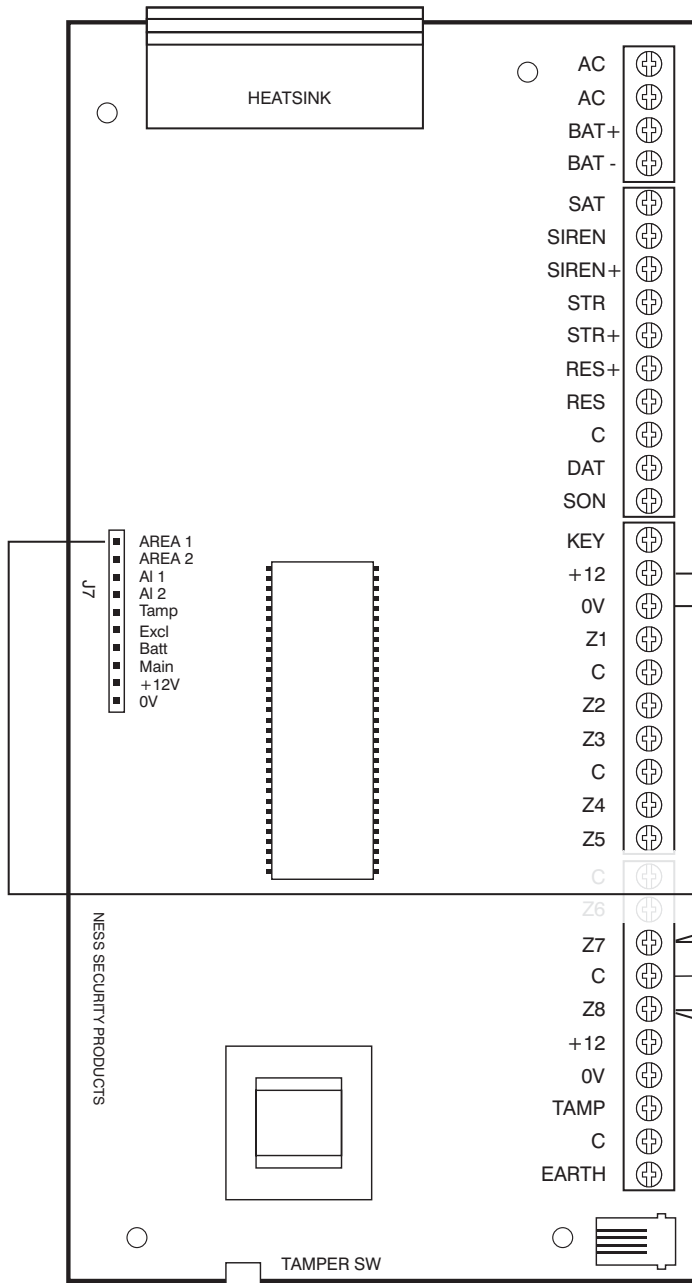 HEATSINK
AC
AC
BAT+
BAT -
SAT
SIREN
SIREN+
STR
STR+
RES+
RES
C
DAT
SON
KEY
+12
0V
Z1
C
Z2
Z3
C
Z4
Z5
C
Z6
Z7
C
Z8
+12
0V
TAMP
C
EARTH
J7
AREA 1
AREA 2
Al 1
Al 2
Tamp
Excl
Batt
Main
+12V
0V
NESS SECURITY PRODUCTS
TAMPER SW